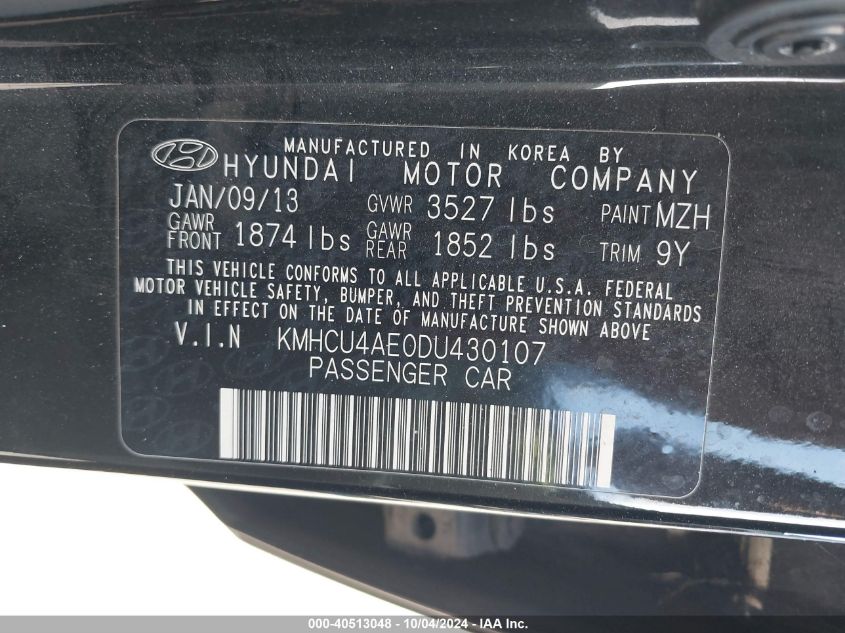 MANUFACTURED IN KOREA BY
HYUNDAI MOTOR COMPANY
JAN/09/13 GVWR 3527 lbs PAINT MZH
GAWR FRONT 1874 lbs GAWR REAR 1852 lbs TRIM 9Y
THIS VEHICLE CONFORMS TO ALL APPLICABLE U.S.A. FEDERAL
MOTOR VEHICLE SAFETY, BUMPER, AND THEFT PREVENTION STANDARDS
IN EFFECT ON THE DATE OF MANUFACTURE SHOWN ABOVE
V.I.N KMHCU4AE0DU430107
PASSENGER CAR
000-40513048 - 10/04/2024 - IAA Inc.